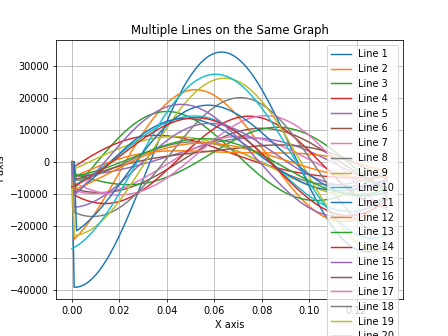 Multiple Lines on the Same Graph
30000
20000
10000
0
−10000
−20000
−30000
−40000
0.00
0.02
0.04
0.06
0.08
0.10
X axis
Line 1
Line 2
Line 3
Line 4
Line 5
Line 6
Line 7
Line 8
Line 9
Line 10
Line 11
Line 12
Line 13
Line 14
Line 15
Line 16
Line 17
Line 18
Line 19
Line 20